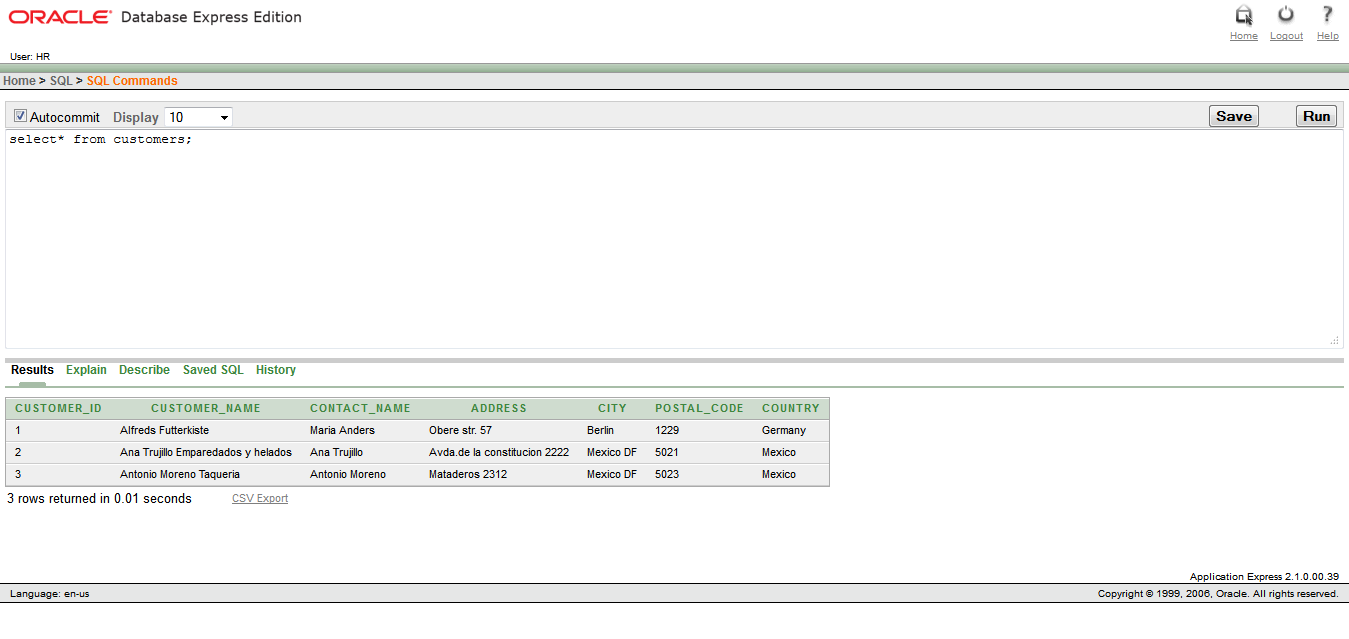 ORACLE Database Express Edition
Home Logout Help
User: HR
Home > SQL > SQL Commands
Autocommit Display 10 Save Run
select* from customers;
Results Explain Describe Saved SQL History
CUSTOMER_ID CUSTOMER_NAME CONTACT_NAME ADDRESS CITY POSTAL_CODE COUNTRY
1 Alfreds Futterkiste Maria Anders Obere str. 57 Berlin 1229 Germany
2 Ana Trujillo Emparedados y helados Ana Trujillo Avda.de la constitucion 2222 Mexico DF 5021 Mexico
3 Antonio Moreno Taqueria Antonio Moreno Mataderos 2312 Mexico DF 5023 Mexico
3 rows returned in 0.01 seconds CSV Export
Application Express 2.1.0.00.39
Language: en-us Copyright © 1999, 2006, Oracle. All rights reserved.